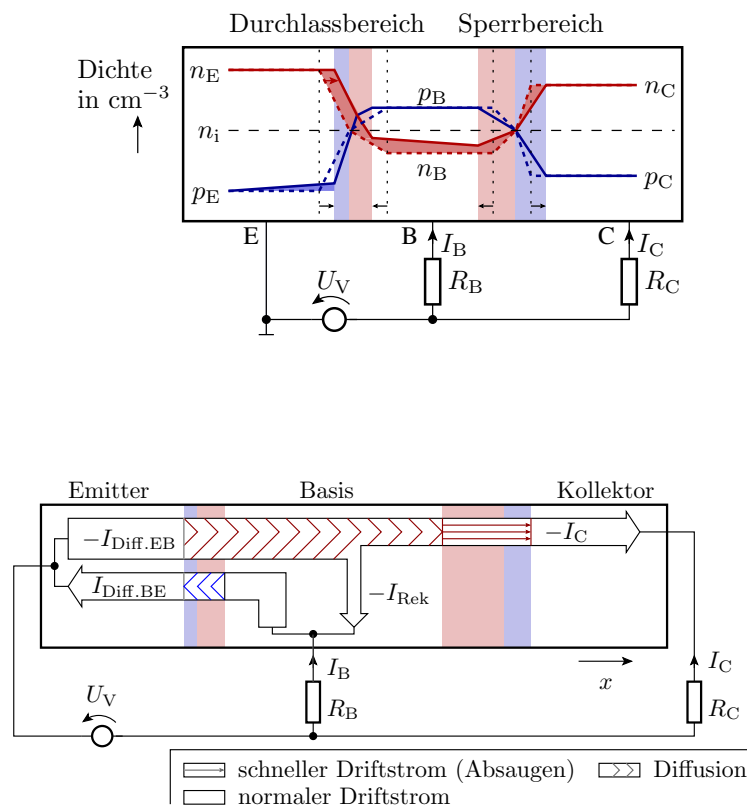 Durchlassbereich Sperrbereich
Dichte
in cm⁻³
n_E p_B n_C
n_i
n_B
p_E p_C
E B C
I_B I_C
U_V R_B R_C
Emitter Basis Kollektor
−I_Diff.EB −I_C
I_Diff.BE −I_Rek
I_B x I_C
U_V R_B R_C
schneller Driftstrom (Absaugen) Diffusion
normaler Driftstrom